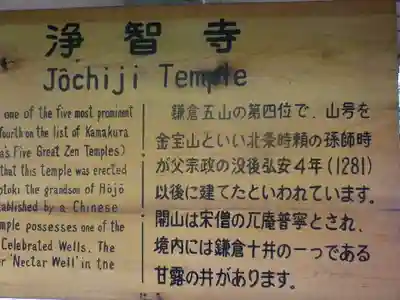 浄智寺
Jōchiji Temple
one of the five most prominent
fourth on the list of Kamakura
a's Five Great Zen Temples)
that this temple was erected
otoki the grandson of Hōjō
tablished by a Chinese
mple possesses one of the
Celebrated Wells. The
r 'Nectar Well' in the
鎌倉五山の第四位で、山号を
金宝山といい北条時頼の孫師時
が父宗政の没後弘安4年(1281)
以後に建てたといわれています。
開山は宋僧の兀庵普寧とされ、
境内には鎌倉十井の一つである
甘露の井があります。